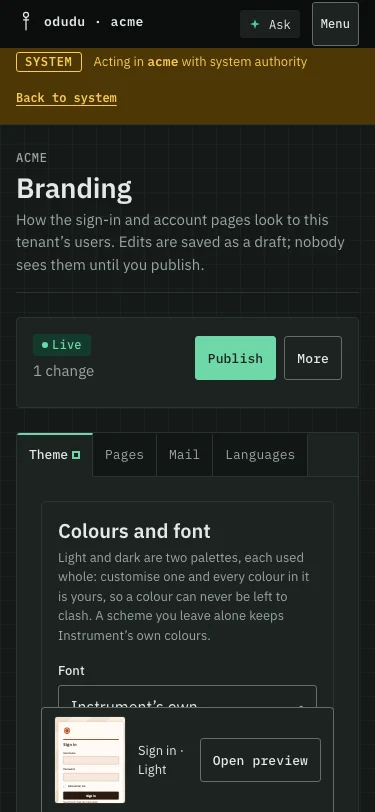 odudu · acme
Ask
Menu
SYSTEM Acting in acme with system authority
Back to system
ACME
Branding
How the sign-in and account pages look to this
tenant’s users. Edits are saved as a draft; nobody
sees them until you publish.
Live
1 change
Publish
More
Theme
Pages
Mail
Languages
Colours and font
Light and dark are two palettes, each used
whole: customise one and every colour in it
is yours, so a colour can never be left to
clash. A scheme you leave alone keeps
Instrument’s own colours.
Font
Instrument’s own
Sign in
Sign in
Sign in ·
Light
Open preview